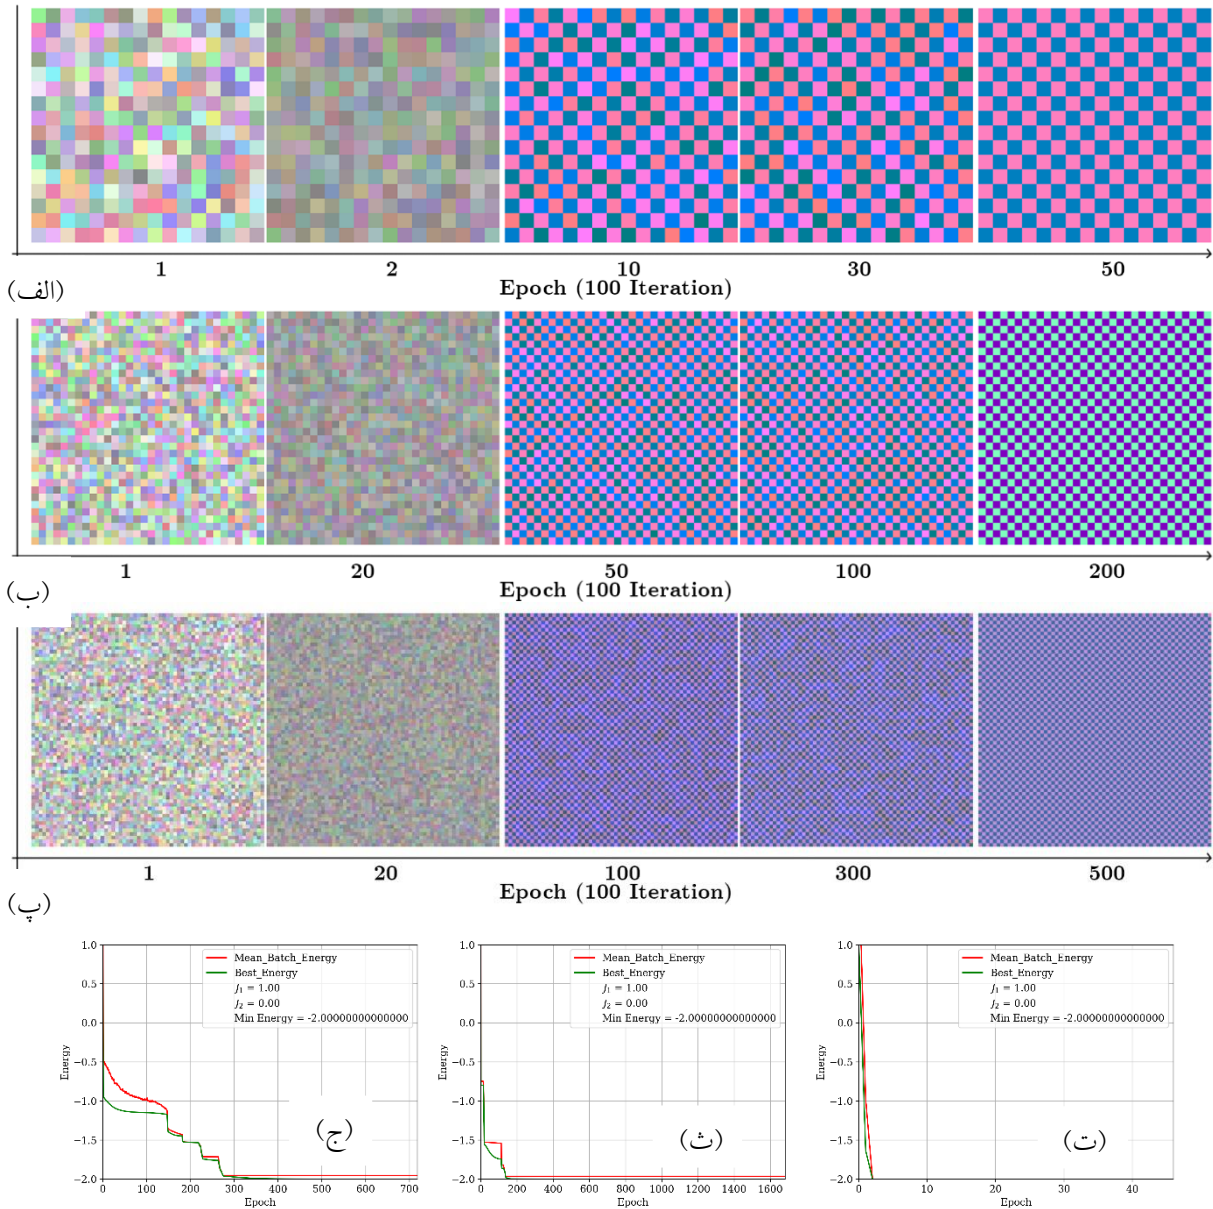 1 2 10 30 50
Epoch (100 Iteration)
(الف)
1 20 50 100 200
Epoch (100 Iteration)
(ب)
1 20 100 300 500
Epoch (100 Iteration)
(پ)
1.0
0.5
0.0
−0.5
−1.0
−1.5
−2.0
Energy
Mean_Batch_Energy
Best_Energy
J₁ = 1.00
J₂ = 0.00
Min Energy = -2.00000000000000
(ج)
0 100 200 300 400 500 600 700
Epoch
1.0
0.5
0.0
−0.5
−1.0
−1.5
−2.0
Energy
Mean_Batch_Energy
Best_Energy
J₁ = 1.00
J₂ = 0.00
Min Energy = -2.00000000000000
(ث)
0 200 400 600 800 1000 1200 1400 1600
Epoch
1.0
0.5
0.0
−0.5
−1.0
−1.5
−2.0
Energy
Mean_Batch_Energy
Best_Energy
J₁ = 1.00
J₂ = 0.00
Min Energy = -2.00000000000000
(ت)
0 10 20 30 40
Epoch